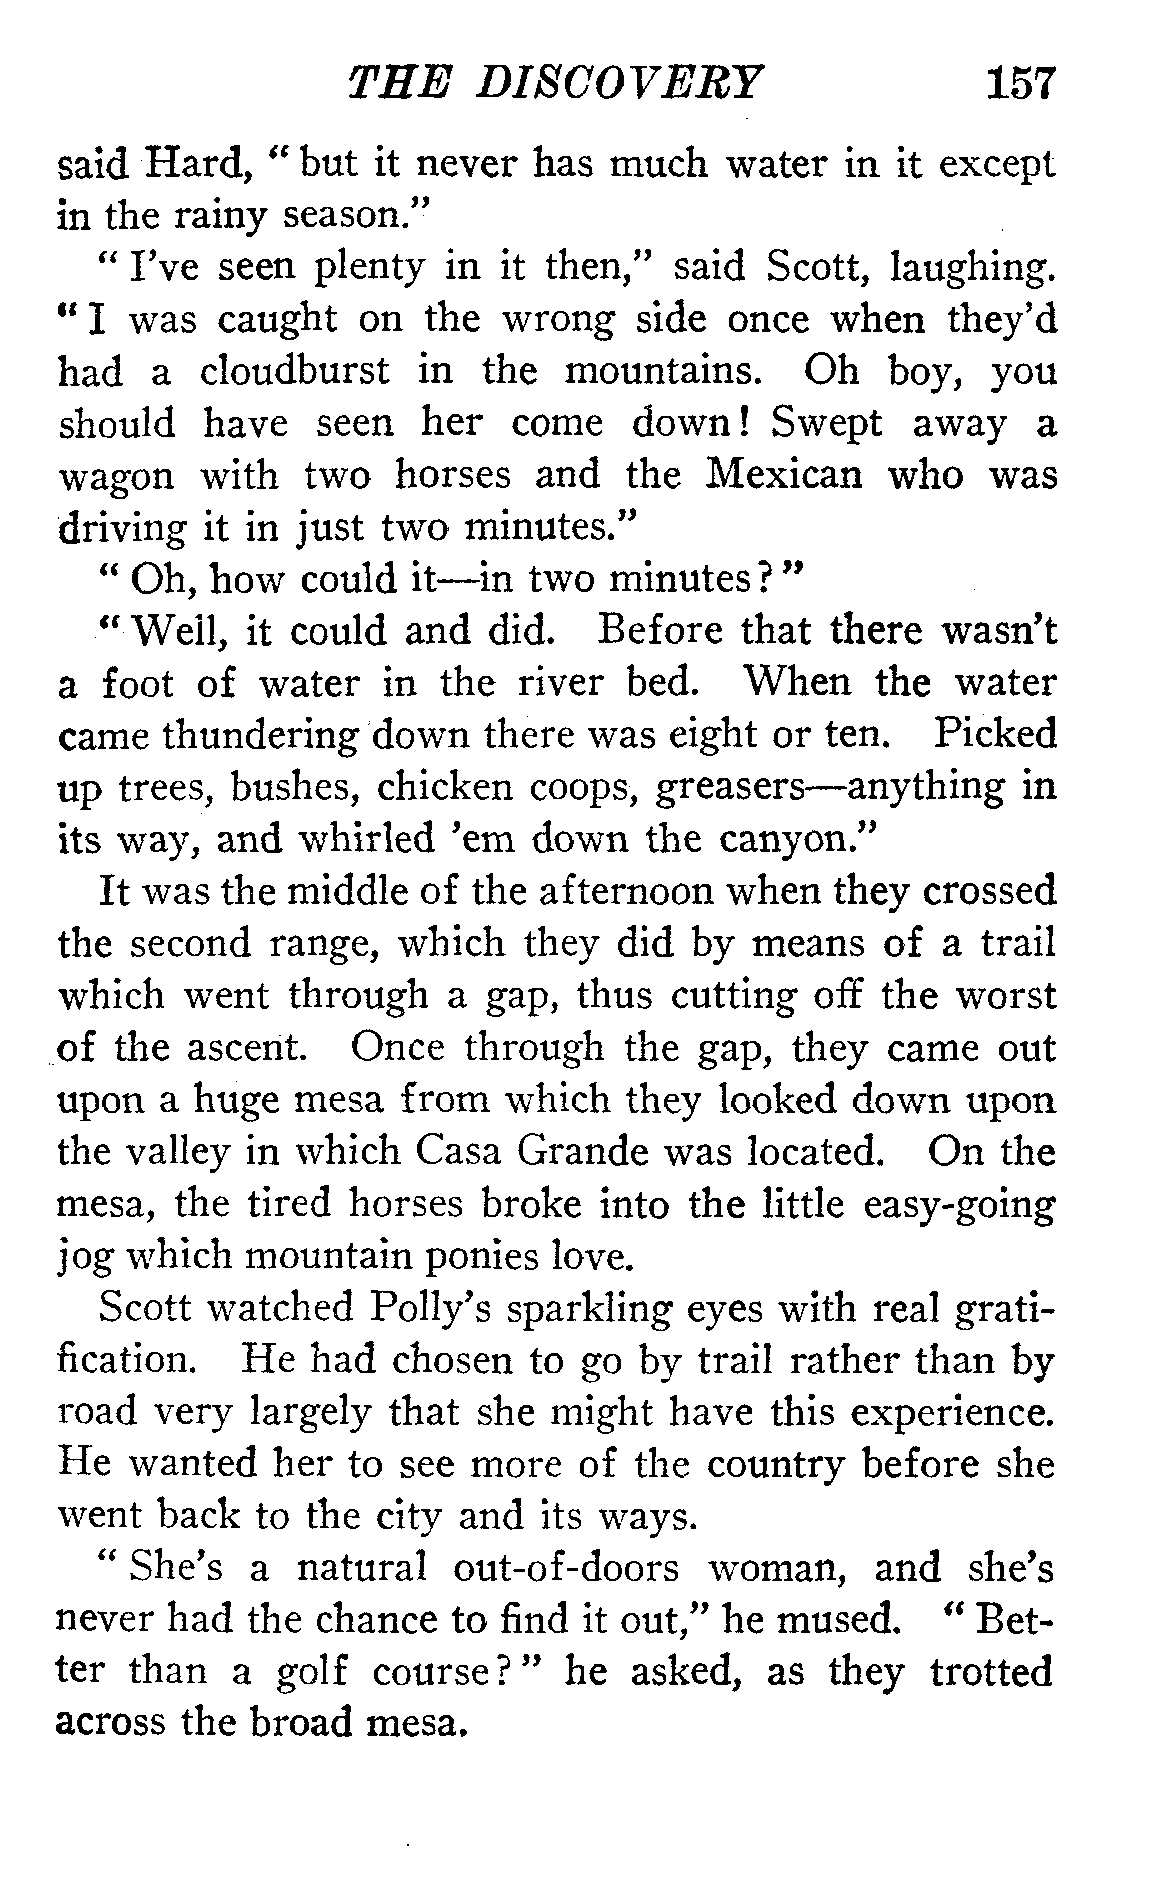 THE DISCOVERY 157
said Hard, “ but it never has much water in it except
in the rainy season.”
“ I’ve seen plenty in it then,” said Scott, laughing.
“ I was caught on the wrong side once when they’d
had a cloudburst in the mountains. Oh boy, you
should have seen her come down! Swept away a
wagon with two horses and the Mexican who was
driving it in just two minutes.”
“ Oh, how could it—in two minutes? ”
“ Well, it could and did. Before that there wasn’t
a foot of water in the river bed. When the water
came thundering down there was eight or ten. Picked
up trees, bushes, chicken coops, greasers—anything in
its way, and whirled ’em down the canyon.”
It was the middle of the afternoon when they crossed
the second range, which they did by means of a trail
which went through a gap, thus cutting off the worst
of the ascent. Once through the gap, they came out
upon a huge mesa from which they looked down upon
the valley in which Casa Grande was located. On the
mesa, the tired horses broke into the little easy-going
jog which mountain ponies love.
Scott watched Polly’s sparkling eyes with real grati-
fication. He had chosen to go by trail rather than by
road very largely that she might have this experience.
He wanted her to see more of the country before she
went back to the city and its ways.
“ She’s a natural out-of-doors woman, and she’s
never had the chance to find it out,” he mused. “ Bet-
ter than a golf course? ” he asked, as they trotted
across the broad mesa.